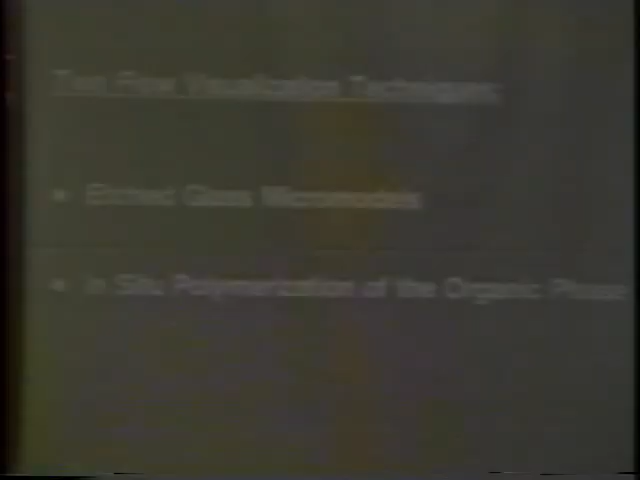 Two Flow Visualization Techniques:
• Etched Glass Micromodels
• In Situ Polymerization of the Organic Phase